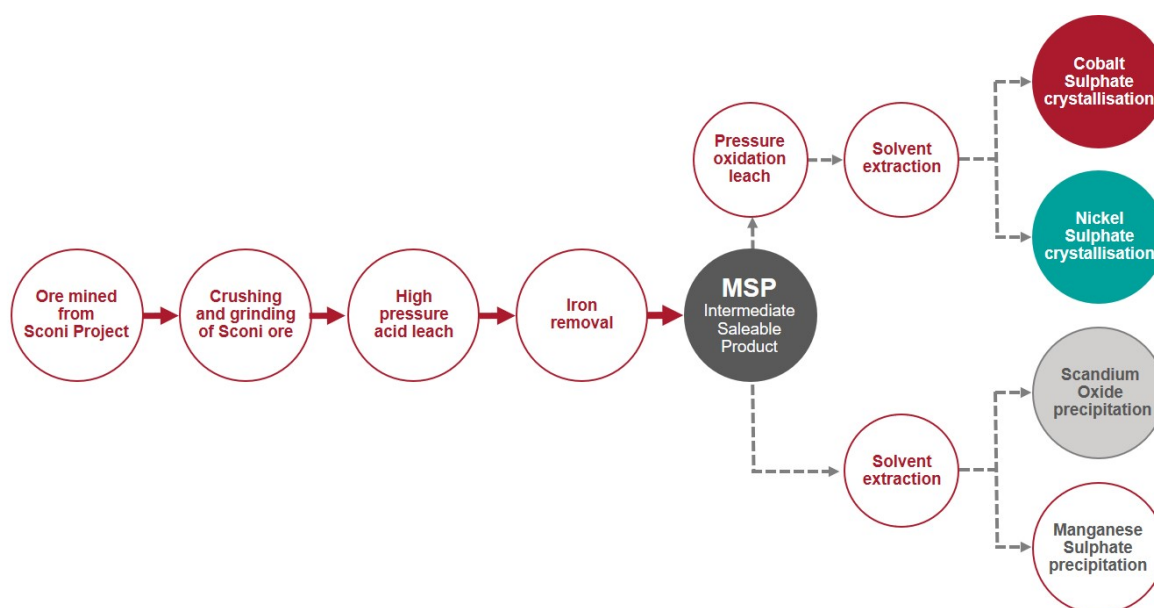 Ore mined
from
Sconi Project
Crushing
and grinding
of Sconi ore
High
pressure
acid leach
Iron
removal
MSP
Intermediate
Saleable
Product
Pressure
oxidation
leach
Solvent
extraction
Cobalt
Sulphate
crystallisation
Nickel
Sulphate
crystallisation
Solvent
extraction
Scandium
Oxide
precipitation
Manganese
Sulphate
precipitation